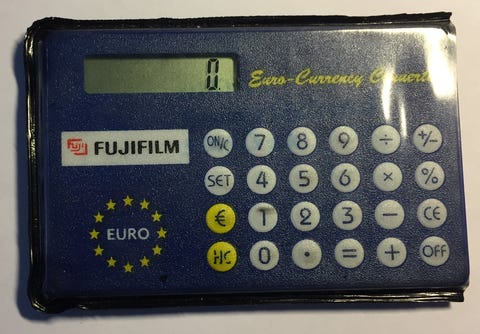 0.
Euro-Currency Converter
Fuji FUJIFILM
ON/C 7 8 9 ÷ +/-
SET 4 5 6 × %
€ 1 2 3 - CE
HC 0 . = + OFF
EURO